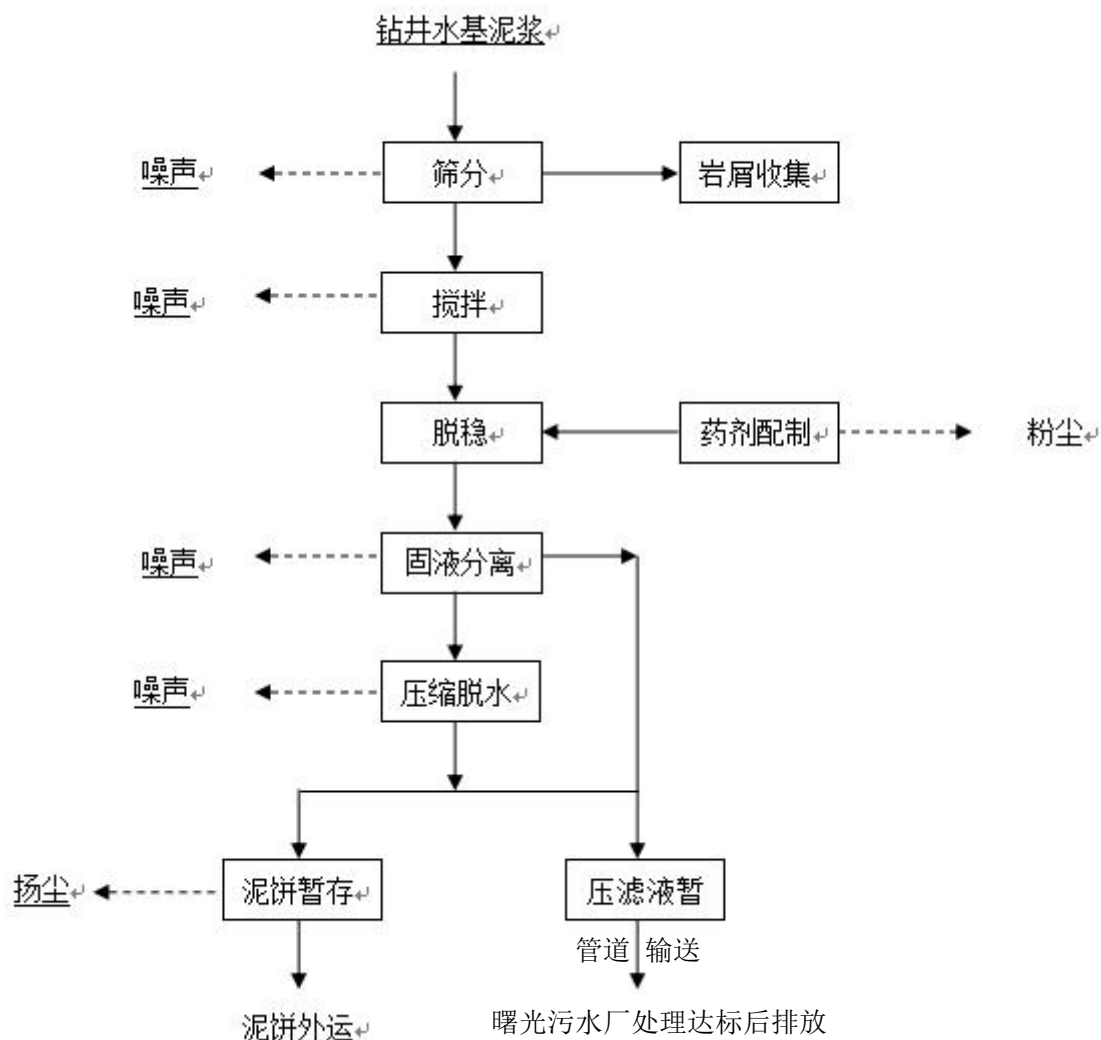 钻井水基泥浆
噪声
筛分
岩屑收集
噪声
搅拌
脱稳
药剂配制
粉尘
噪声
固液分离
噪声
压缩脱水
扬尘
泥饼暂存
压滤液暂
管道 输送
泥饼外运
曙光污水厂处理达标后排放